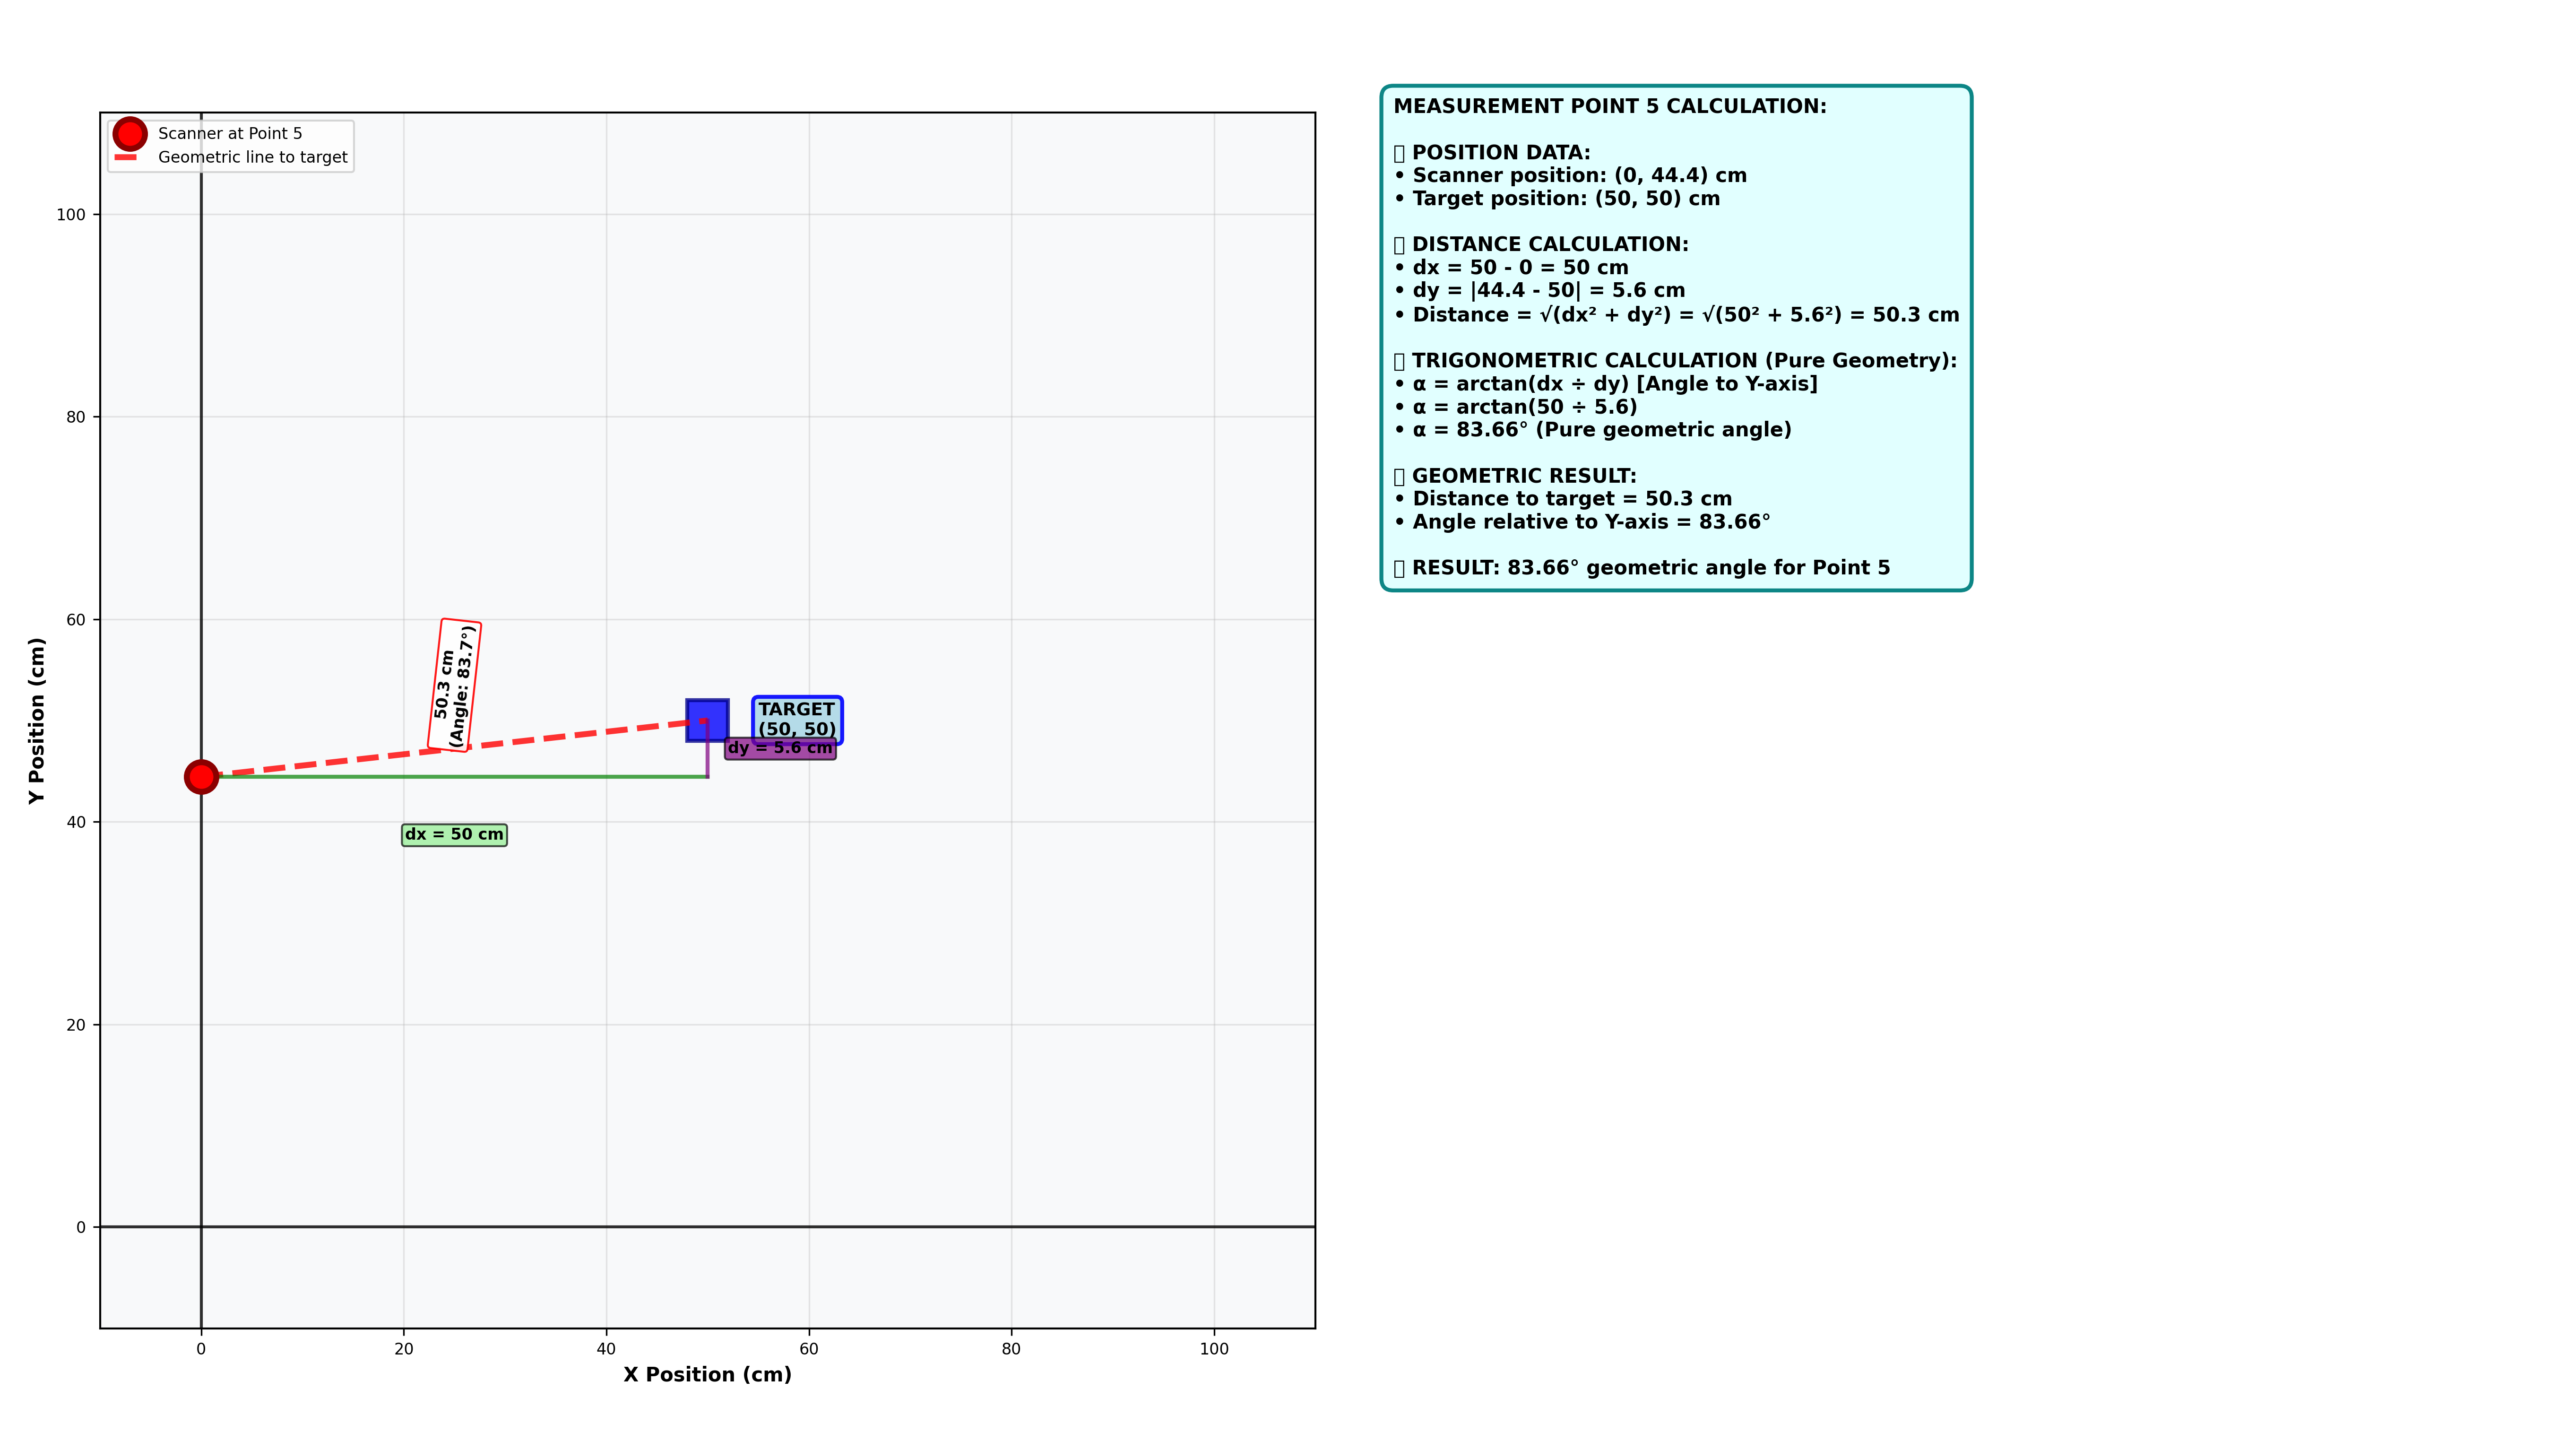 Scanner at Point 5
Geometric line to target
100
80
60
40
20
0
Y Position (cm)
50.3 cm
(Angle: 83.7°)
TARGET
(50, 50)
dy = 5.6 cm
dx = 50 cm
0
20
40
60
80
100
X Position (cm)
MEASUREMENT POINT 5 CALCULATION:
POSITION DATA:
• Scanner position: (0, 44.4) cm
• Target position: (50, 50) cm
DISTANCE CALCULATION:
• dx = 50 - 0 = 50 cm
• dy = |44.4 - 50| = 5.6 cm
• Distance = √(dx² + dy²) = √(50² + 5.6²) = 50.3 cm
TRIGONOMETRIC CALCULATION (Pure Geometry):
• α = arctan(dx ÷ dy) [Angle to Y-axis]
• α = arctan(50 ÷ 5.6)
• α = 83.66° (Pure geometric angle)
GEOMETRIC RESULT:
• Distance to target = 50.3 cm
• Angle relative to Y-axis = 83.66°
RESULT: 83.66° geometric angle for Point 5